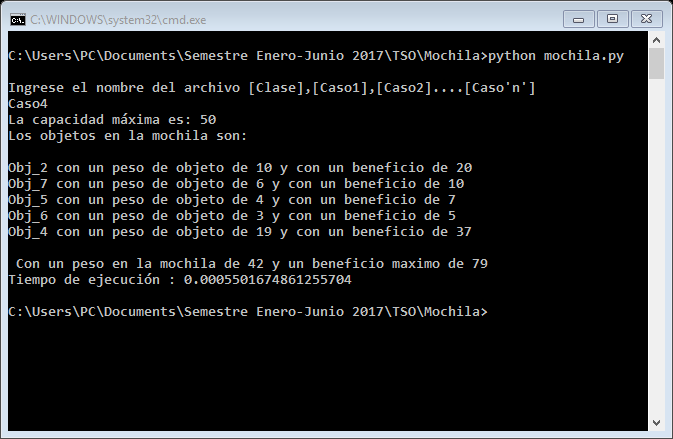 C:\WINDOWS\system32\cmd.exe
C:\Users\PC\Documents\Semestre Enero-Junio 2017\TSO\Mochila>python mochila.py
Ingrese el nombre del archivo [Clase],[Caso1],[Caso2]....[Caso'n']
Caso4
La capacidad máxima es: 50
Los objetos en la mochila son:
Obj_2 con un peso de objeto de 10 y con un beneficio de 20
Obj_7 con un peso de objeto de 6 y con un beneficio de 10
Obj_5 con un peso de objeto de 4 y con un beneficio de 7
Obj_6 con un peso de objeto de 3 y con un beneficio de 5
Obj_4 con un peso de objeto de 19 y con un beneficio de 37
Con un peso en la mochila de 42 y un beneficio maximo de 79
Tiempo de ejecución : 0.0005501674861255704
C:\Users\PC\Documents\Semestre Enero-Junio 2017\TSO\Mochila>